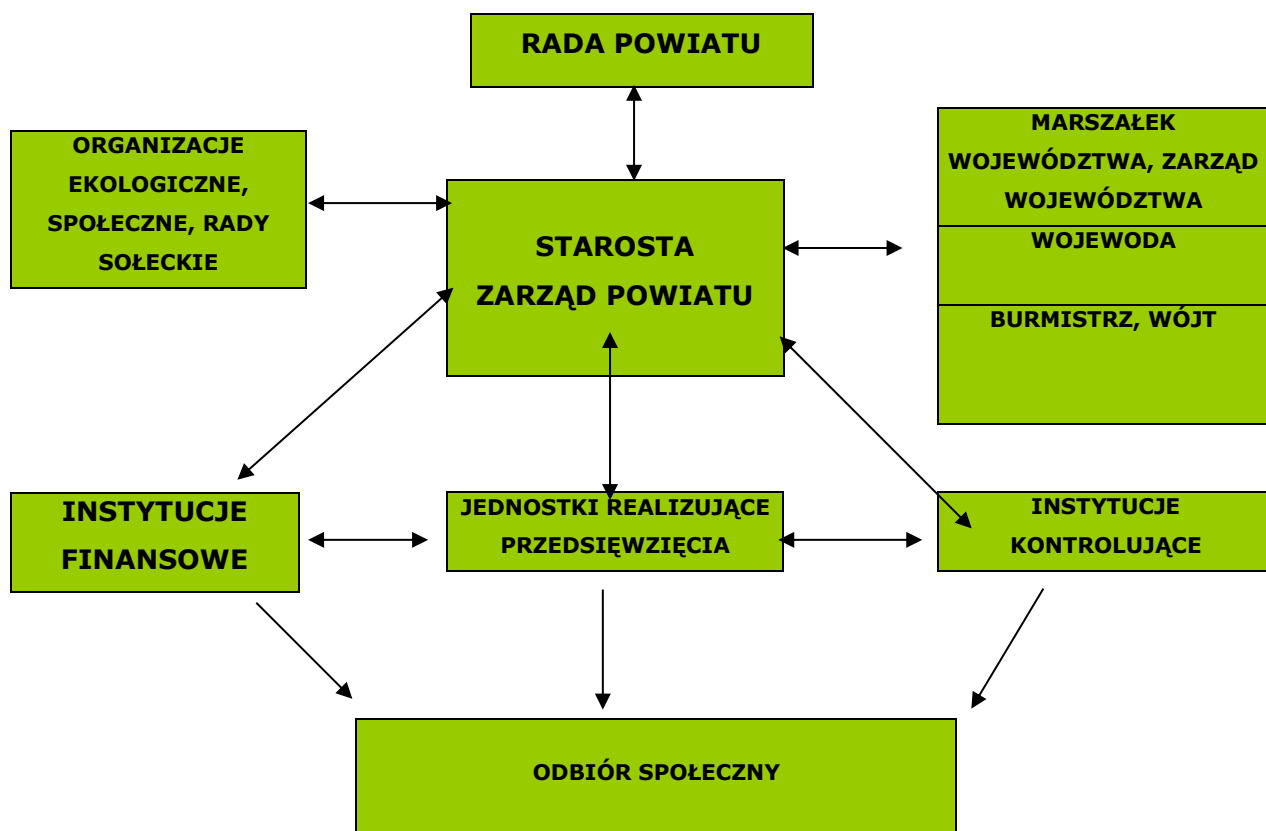 RADA POWIATU
ORGANIZACJE
EKOLOGICZNE,
SPOŁECZNE, RADY
SOŁECKIE
STAROSTA
ZARZĄD POWIATU
MARSZAŁEK
WOJEWÓDZTWA, ZARZĄD
WOJEWÓDZTWA
WOJEWODA
BURMISTRZ, WÓJT
INSTYTUCJE
FINANSOWE
JEDNOSTKI REALIZUJĄCE
PRZEDSIĘWZIĘCIA
INSTYTUCJE
KONTROLUJĄCE
ODBIÓR SPOŁECZNY